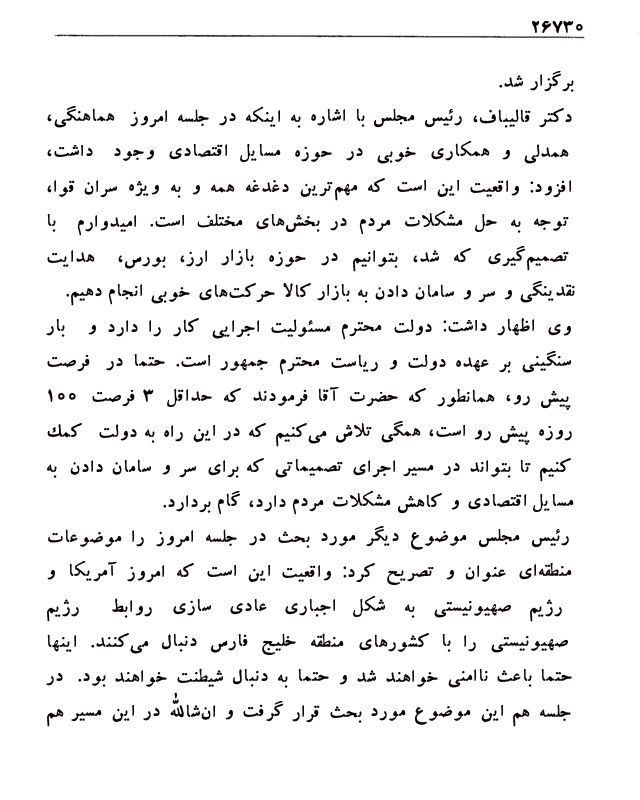 ۲۶۷۳۰
برگزار شد.
دکتر قالیباف، رئیس مجلس با اشاره به اینکه در جلسه امروز هماهنگی،
همدلی و همکاری خوبی در حوزه مسایل اقتصادی وجود داشت،
افزود: واقعیت این است که مهم‌ترین دغدغه همه و به ویژه سران قوا،
توجه به حل مشکلات مردم در بخش‌های مختلف است. امیدوارم با
تصمیم‌گیری که شد، بتوانیم در حوزه بازار ارز، بورس، هدایت
نقدینگی و سر و سامان دادن به بازار کالا حرکت‌های خوبی انجام دهیم.
وی اظهار داشت: دولت محترم مسئولیت اجرایی کار را دارد و بار
سنگینی بر عهده دولت و ریاست محترم جمهور است. حتما در فرصت
پیش رو، همانطور که حضرت آقا فرمودند که حداقل ۳ فرصت ۱۰۰
روزه پیش رو است، همگی تلاش می‌کنیم که در این راه به دولت کمك
کنیم تا بتواند در مسیر اجرای تصمیماتی که برای سر و سامان دادن به
مسایل اقتصادی و کاهش مشکلات مردم دارد، گام بردارد.
رئیس مجلس موضوع دیگر مورد بحث در جلسه امروز را موضوعات
منطقه‌ای عنوان و تصریح کرد: واقعیت این است که امروز آمریکا و
رژیم صهیونیستی به شکل اجباری عادی سازی روابط رژیم
صهیونیستی را با کشورهای منطقه خلیج فارس دنبال می‌کنند. اینها
حتما باعث ناامنی خواهند شد و حتما به دنبال شیطنت خواهند بود. در
جلسه هم این موضوع مورد بحث قرار گرفت و ان‌شالله در این مسیر هم